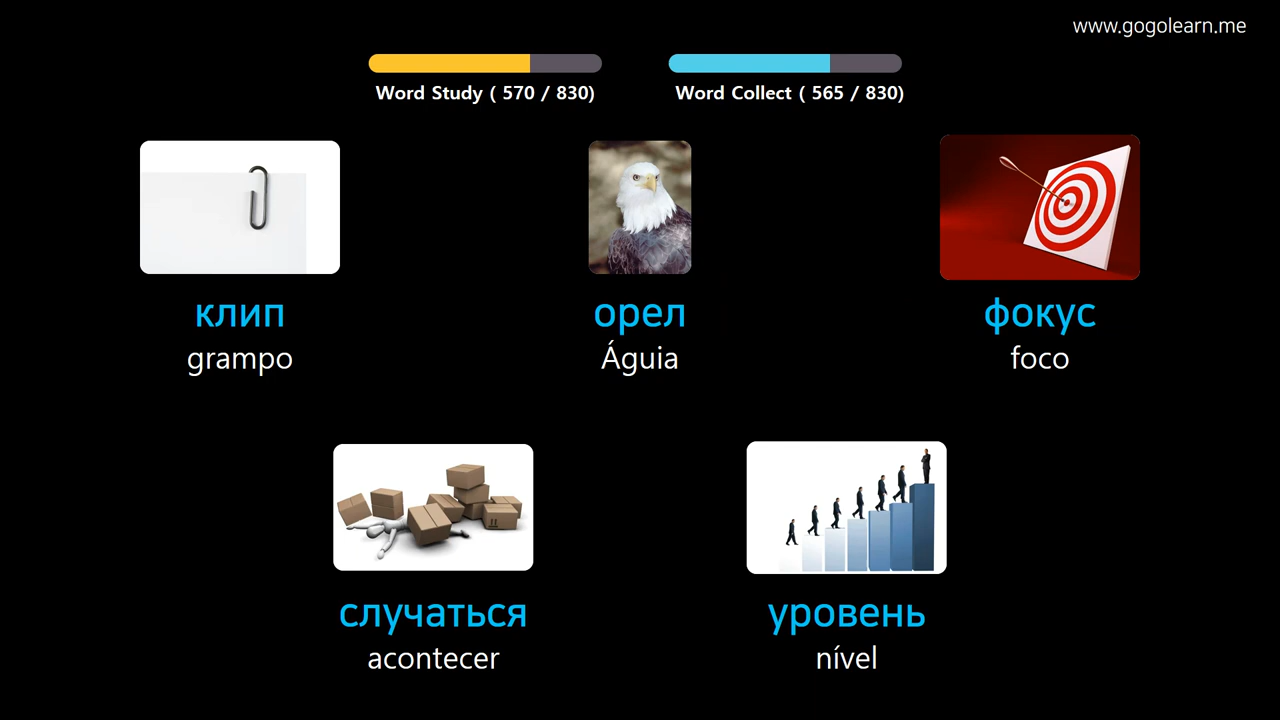 www.gogolearn.me
Word Study ( 570 / 830)
Word Collect ( 565 / 830)
клип
grampo
орел
Águia
фокус
foco
случаться
acontecer
уровень
nível